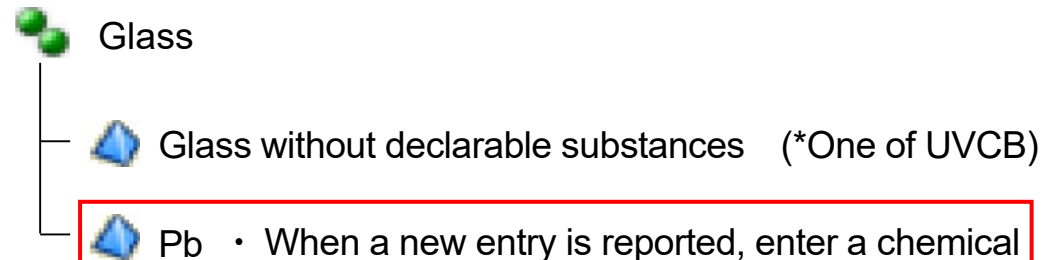 Glass
Glass without declarable substances (*One of UVCB)
Pb ・ When a new entry is reported, enter a chemical